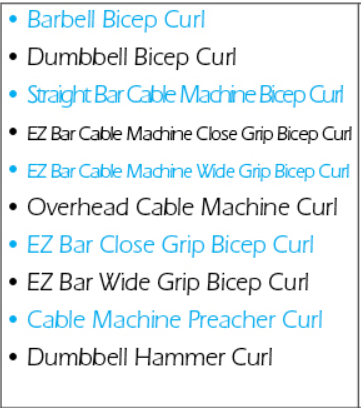 • Barbell Bicep Curl
• Dumbbell Bicep Curl
• Straight Bar Cable Machine Bicep Curl
• EZ Bar Cable Machine Close Grip Bicep Curl
• EZ Bar Cable Machine Wide Grip Bicep Curl
• Overhead Cable Machine Curl
• EZ Bar Close Grip Bicep Curl
• EZ Bar Wide Grip Bicep Curl
• Cable Machine Preacher Curl
• Dumbbell Hammer Curl